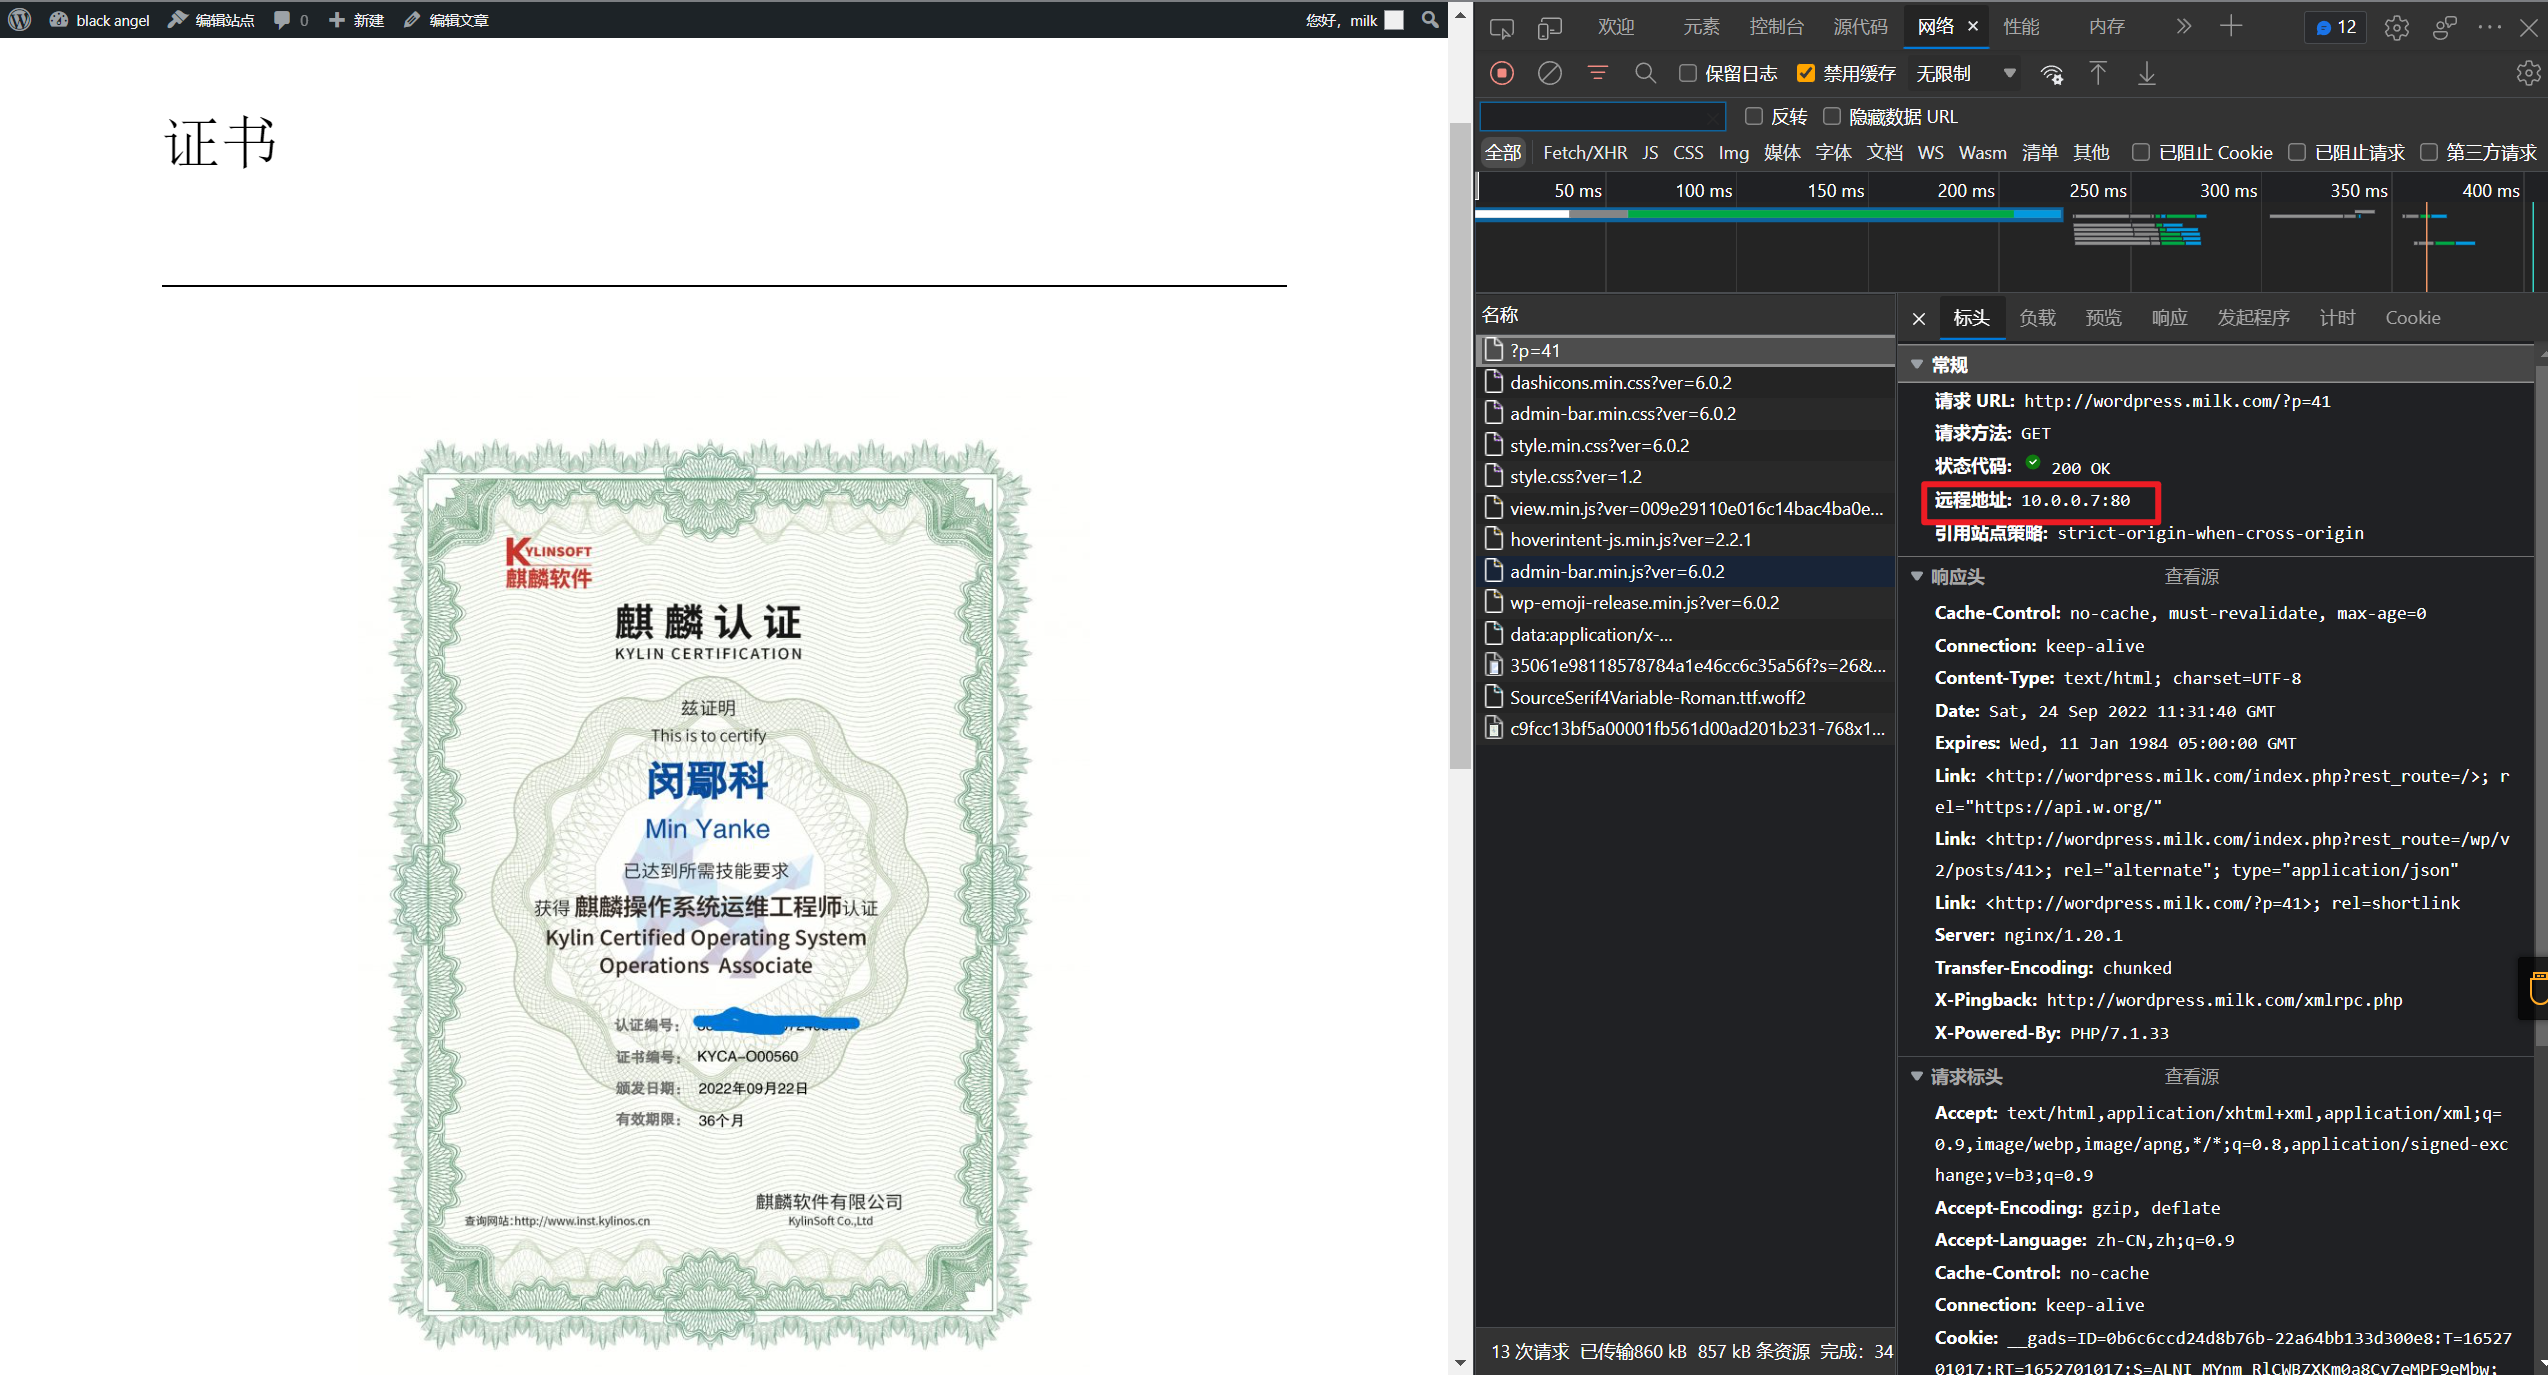 black angel 编辑站点 0 新建 编辑文章 您好，milk
证书
KYLINSOFT
麒麟软件
麒麟认证
KYLIN CERTIFICATION
兹证明
This is to certify
闵鄢科
Min Yanke
已达到所需技能要求
获得 麒麟操作系统运维工程师认证
Kylin Certified Operating System
Operations Associate
认证编号：
证书编号： KYCA-O00560
颁发日期： 2022年09月22日
有效期限： 36个月
麒麟软件有限公司
查询网站：http://www.inst.kylinos.cn KylinSoft Co.,Ltd
欢迎 元素 控制台 源代码 网络 性能 内存 12
保留日志 禁用缓存 无限制
反转 隐藏数据 URL
全部 Fetch/XHR JS CSS Img 媒体 字体 文档 WS Wasm 清单 其他 已阻止 Cookie 已阻止请求 第三方请求
50 ms 100 ms 150 ms 200 ms 250 ms 300 ms 350 ms 400 ms
名称
?p=41
dashicons.min.css?ver=6.0.2
admin-bar.min.css?ver=6.0.2
style.min.css?ver=6.0.2
style.css?ver=1.2
view.min.js?ver=009e29110e016c14bac4ba0e...
hoverintent-js.min.js?ver=2.2.1
admin-bar.min.js?ver=6.0.2
wp-emoji-release.min.js?ver=6.0.2
data:application/x-...
35061e98118578784a1e46cc6c35a56f?s=26&...
SourceSerif4Variable-Roman.ttf.woff2
c9fcc13bf5a00001fb561d00ad201b231-768x1...
13 次请求 已传输860 kB 857 kB 条资源 完成：34
标头 负载 预览 响应 发起程序 计时 Cookie
常规
请求 URL: http://wordpress.milk.com/?p=41
请求方法: GET
状态代码: 200 OK
远程地址: 10.0.0.7:80
引用站点策略: strict-origin-when-cross-origin
响应头 查看源
Cache-Control: no-cache, must-revalidate, max-age=0
Connection: keep-alive
Content-Type: text/html; charset=UTF-8
Date: Sat, 24 Sep 2022 11:31:40 GMT
Expires: Wed, 11 Jan 1984 05:00:00 GMT
Link: <http://wordpress.milk.com/index.php?rest_route=/>; r
el="https://api.w.org/"
Link: <http://wordpress.milk.com/index.php?rest_route=/wp/v
2/posts/41>; rel="alternate"; type="application/json"
Link: <http://wordpress.milk.com/?p=41>; rel=shortlink
Server: nginx/1.20.1
Transfer-Encoding: chunked
X-Pingback: http://wordpress.milk.com/xmlrpc.php
X-Powered-By: PHP/7.1.33
请求标头 查看源
Accept: text/html,application/xhtml+xml,application/xml;q=
0.9,image/webp,image/apng,*/*;q=0.8,application/signed-exc
hange;v=b3;q=0.9
Accept-Encoding: gzip, deflate
Accept-Language: zh-CN,zh;q=0.9
Cache-Control: no-cache
Connection: keep-alive
Cookie: __gads=ID=0b6c6ccd24d8b76b-22a64bb133d300e8:T=16527
01017;RT=1652701017;S=ALNI_MYnm_RlCWBZXKm0a8Cv7eMPF9eMbw;